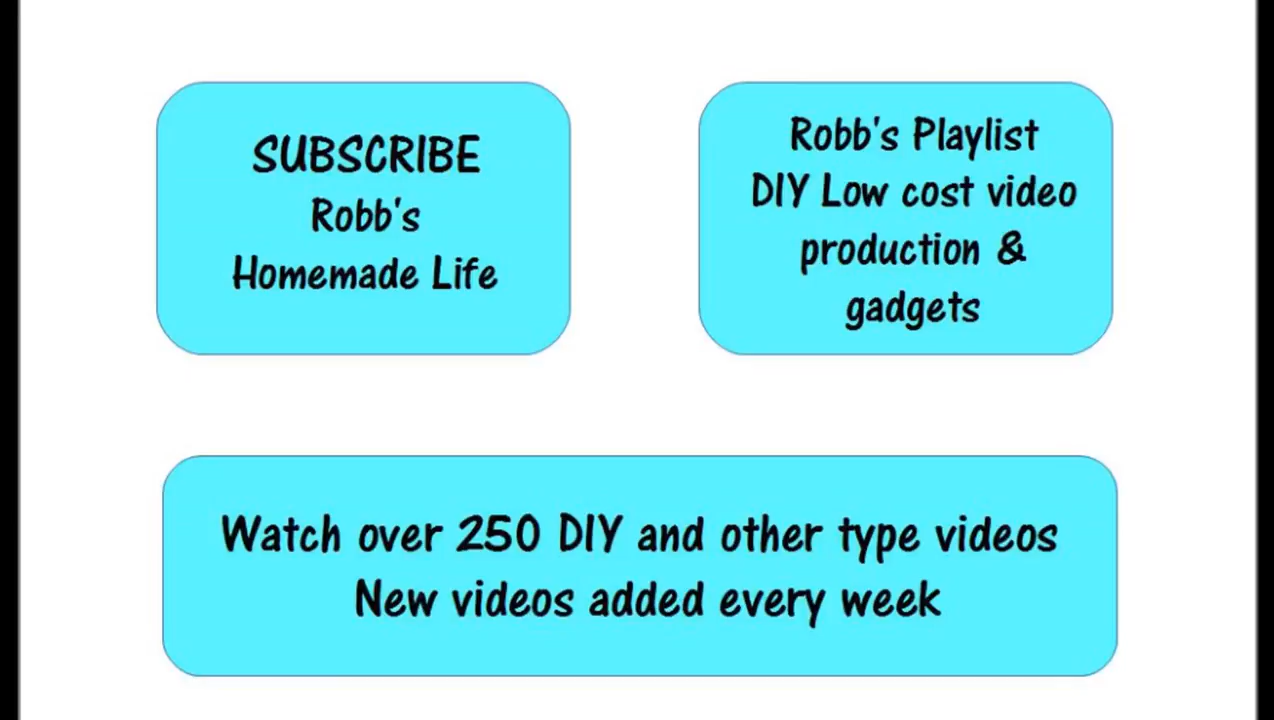 SUBSCRIBE
Robb's
Homemade Life
Robb's Playlist
DIY Low cost video
production &
gadgets
Watch over 250 DIY and other type videos
New videos added every week